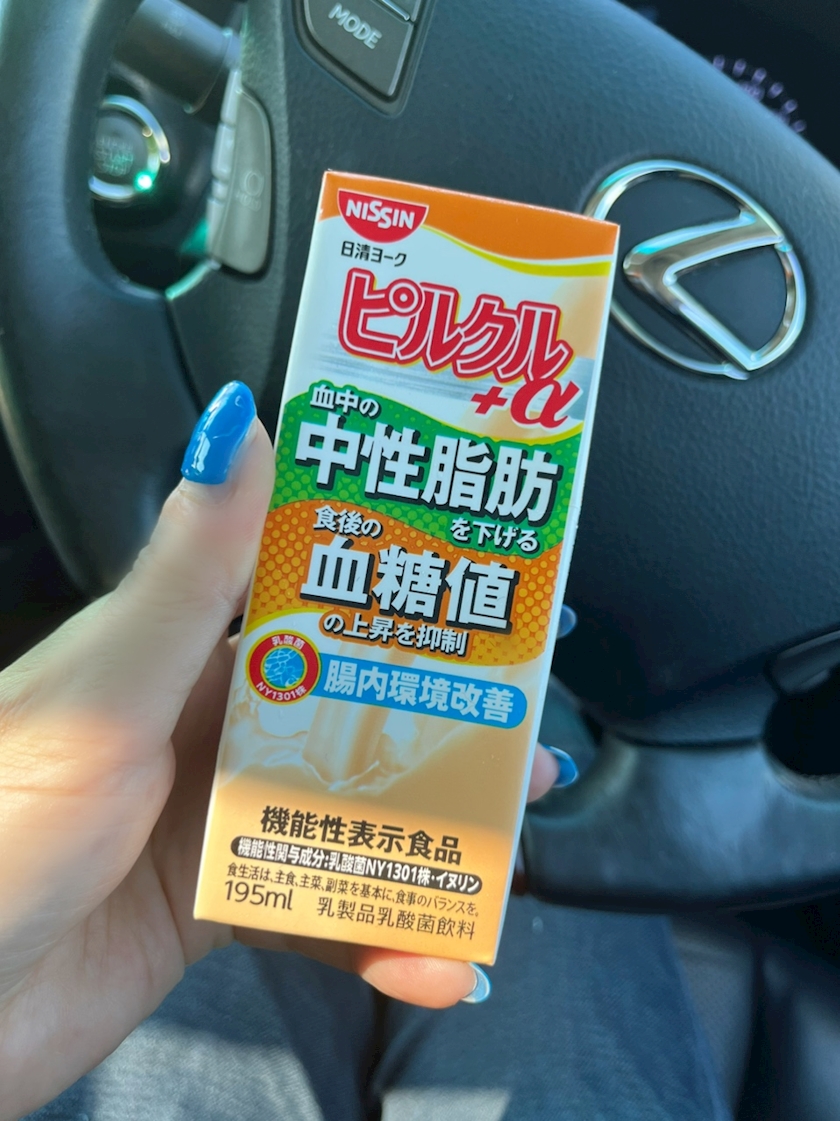 MODE
NISSIN
日清ヨーク
ピルクル
+α
血中の
中性脂肪
を下げる
食後の
血糖値
の上昇を抑制
乳酸菌
NY1301株
腸内環境改善
機能性表示食品
機能性関与成分:乳酸菌NY1301株・イヌリン
食生活は、主食、主菜、副菜を基本に、食事のバランスを。
195ml 乳製品乳酸菌飲料